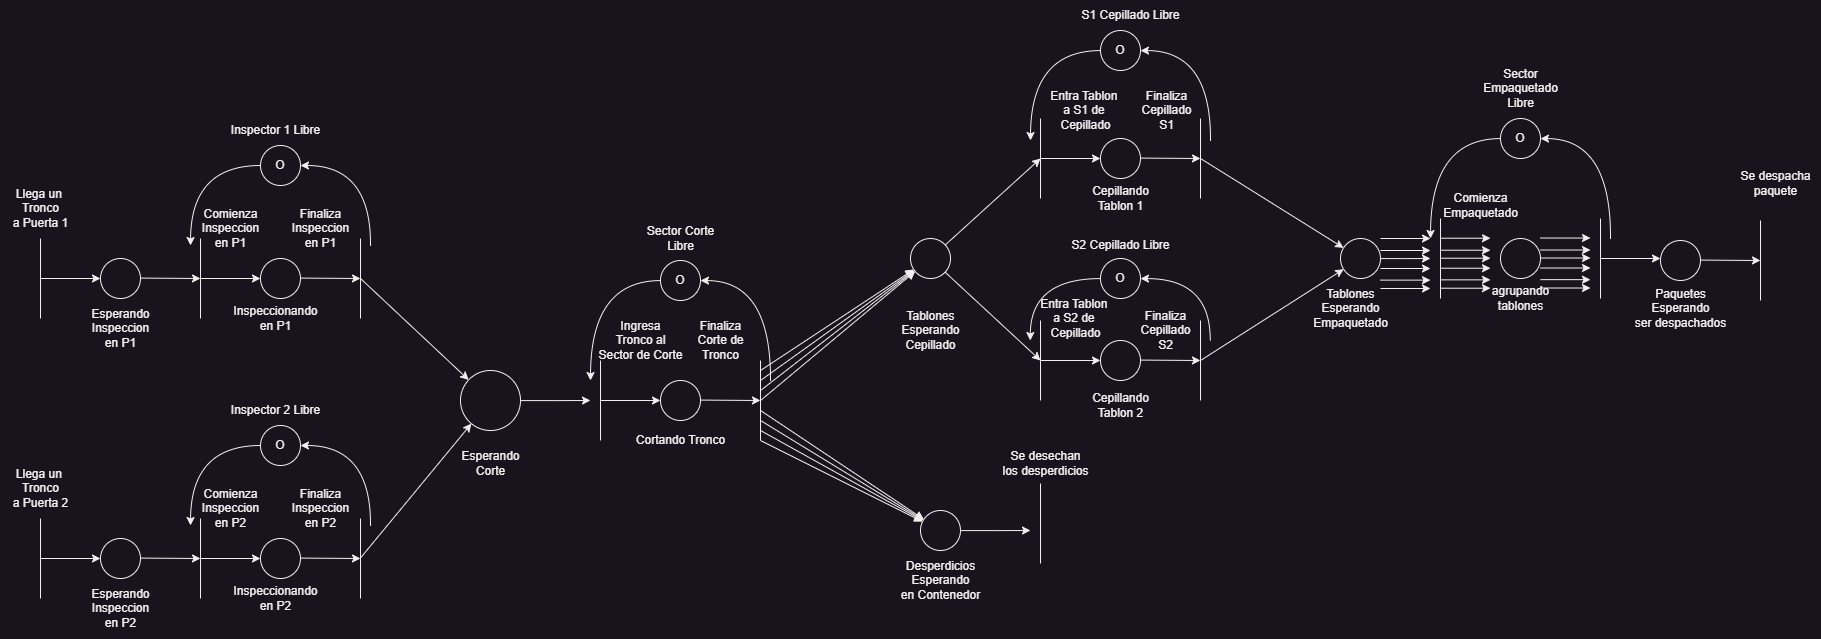 Llega un
Tronco
a Puerta 1
Esperando
Inspeccion
en P1
Inspector 1 Libre
O
Comienza
Inspeccion
en P1
Finaliza
Inspeccion
en P1
Inspeccionando
en P1
Llega un
Tronco
a Puerta 2
Esperando
Inspeccion
en P2
Inspector 2 Libre
O
Comienza
Inspeccion
en P2
Finaliza
Inspeccion
en P2
Inspeccionando
en P2
Esperando
Corte
Sector Corte
Libre
O
Ingresa
Tronco al
Sector de Corte
Finaliza
Corte de
Tronco
Cortando Tronco
Tablones
Esperando
Cepillado
Desperdicios
Esperando
en Contenedor
Se desechan
los desperdicios
S1 Cepillado Libre
O
Entra Tablon
a S1 de
Cepillado
Finaliza
Cepillado
S1
Cepillando
Tablon 1
S2 Cepillado Libre
O
Entra Tablon
a S2 de
Cepillado
Finaliza
Cepillado
S2
Cepillando
Tablon 2
Tablones
Esperando
Empaquetado
Sector
Empaquetado
Libre
O
Comienza
Empaquetado
agrupando
tablones
Paquetes
Esperando
ser despachados
Se despacha
paquete